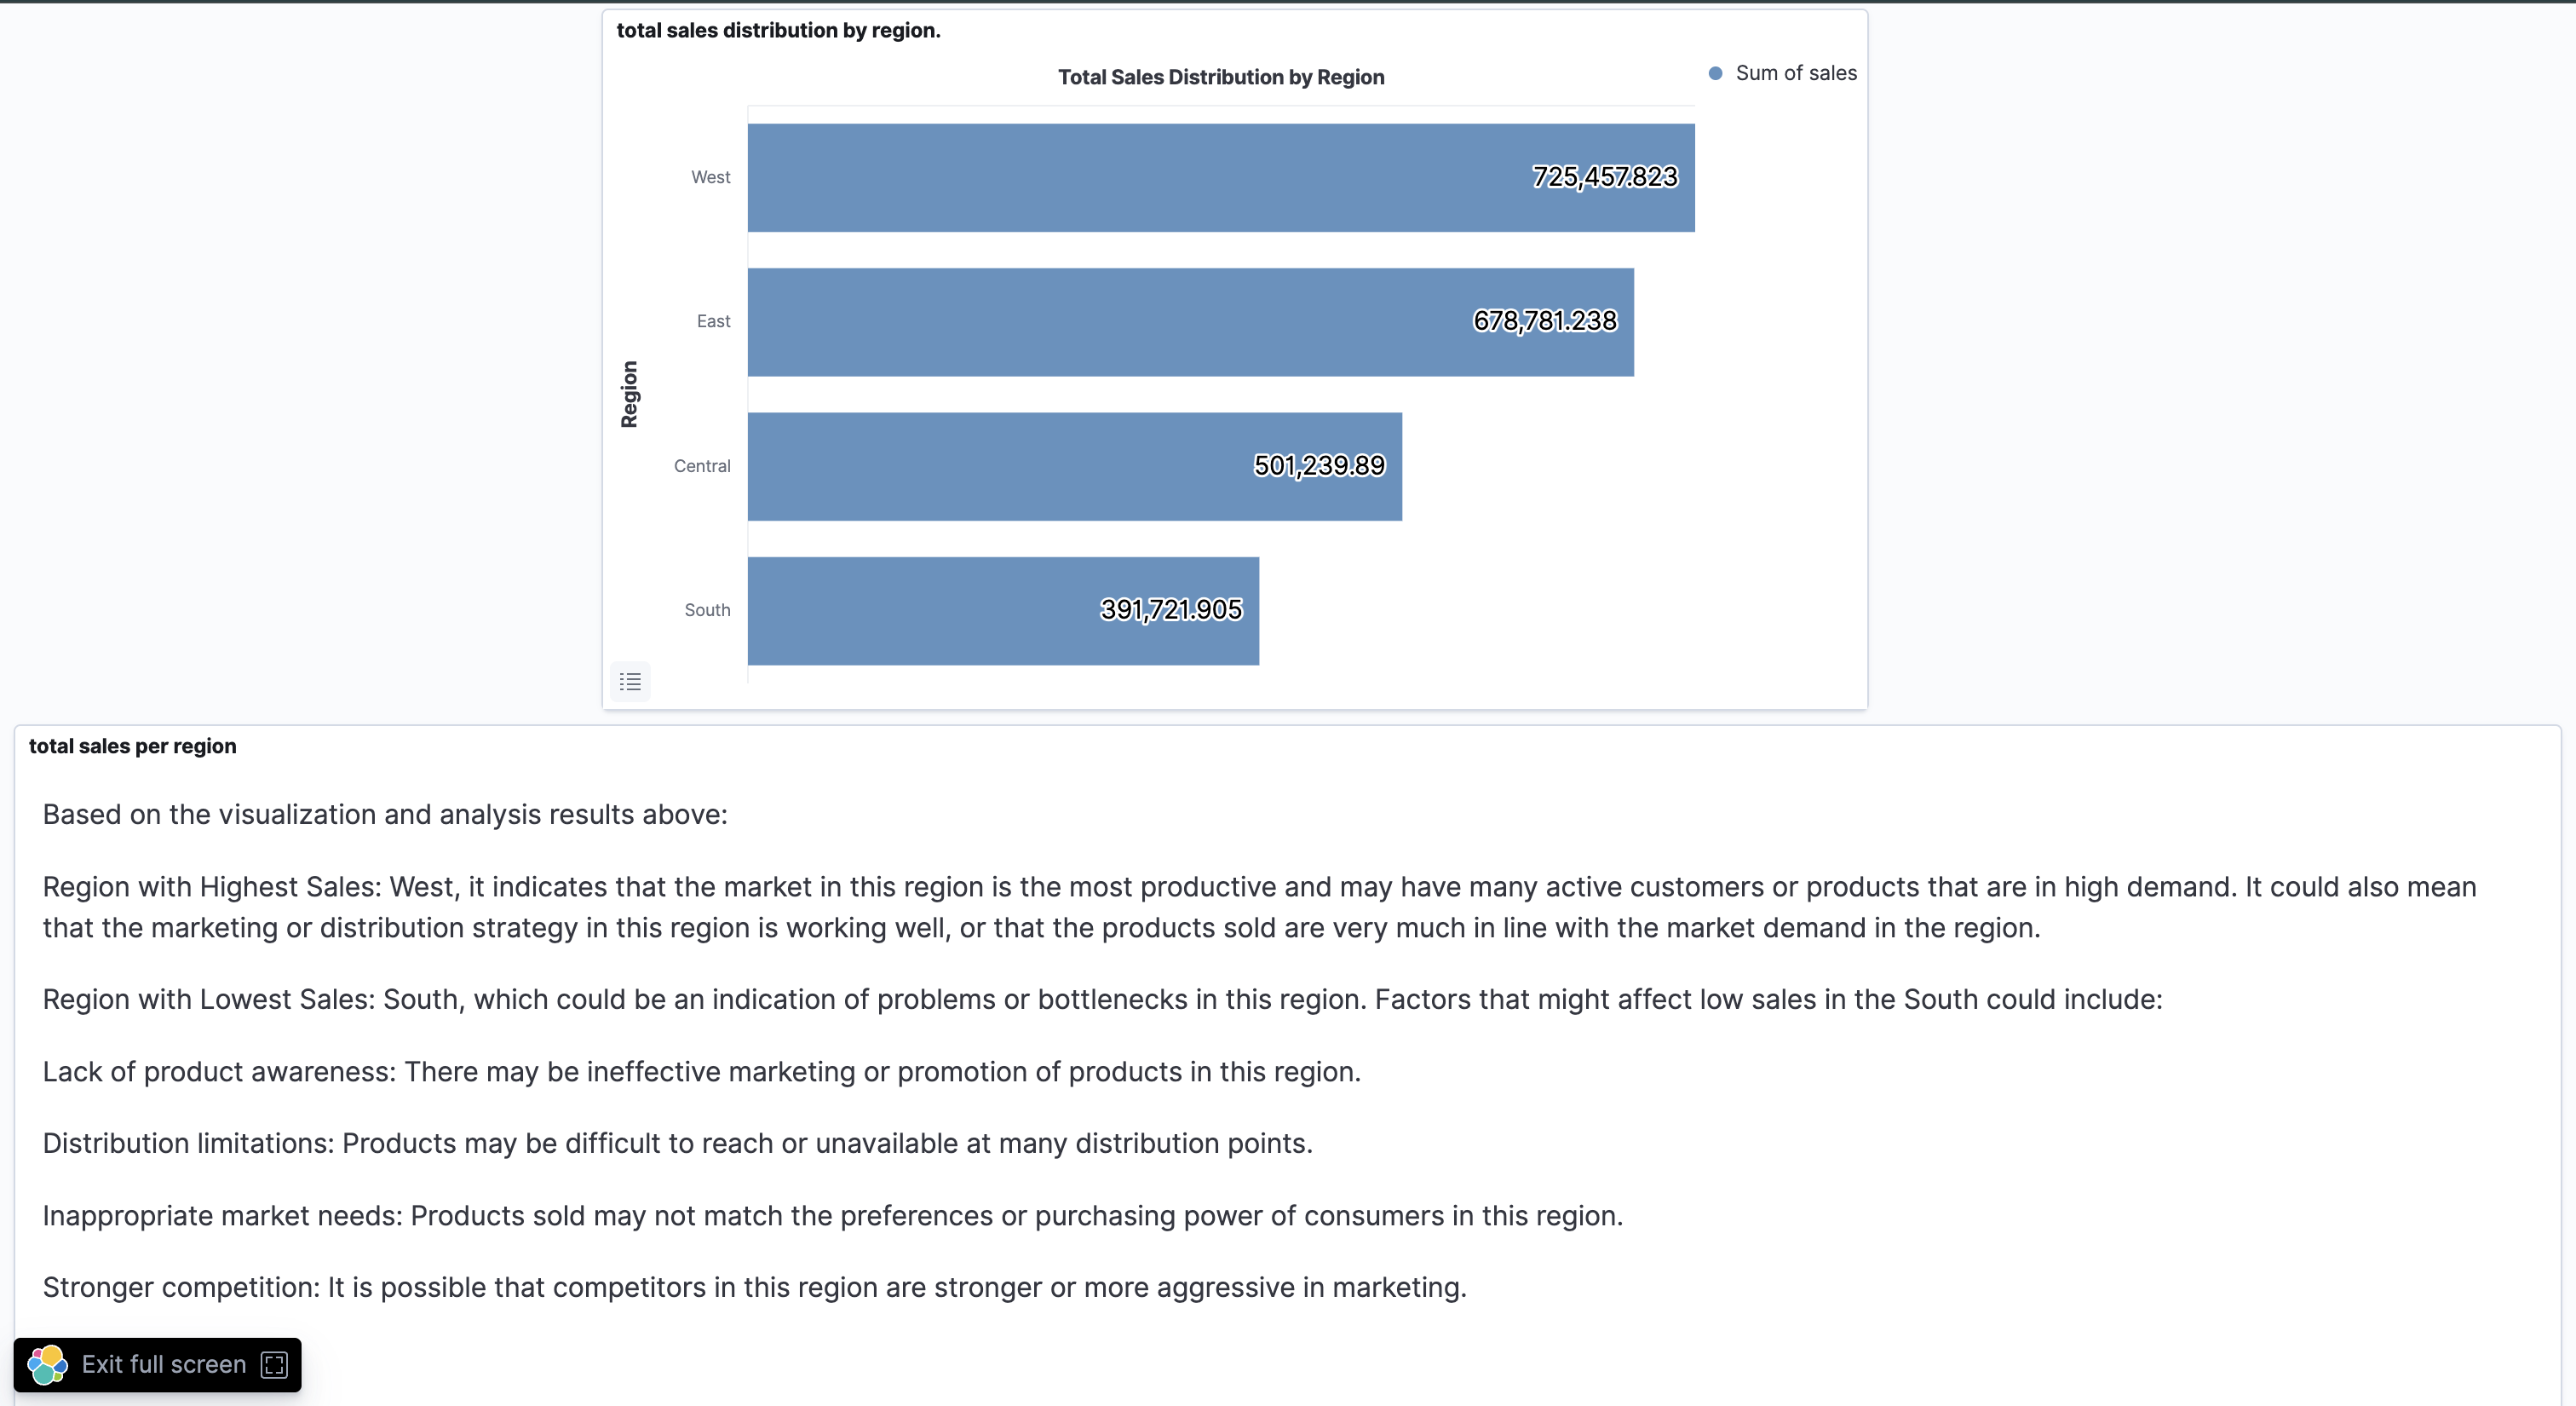 total sales distribution by region.
Total Sales Distribution by Region
Sum of sales
Region
West
725,457.823
East
678,781.238
Central
501,239.89
South
391,721.905
total sales per region
Based on the visualization and analysis results above:
Region with Highest Sales: West, it indicates that the market in this region is the most productive and may have many active customers or products that are in high demand. It could also mean
that the marketing or distribution strategy in this region is working well, or that the products sold are very much in line with the market demand in the region.
Region with Lowest Sales: South, which could be an indication of problems or bottlenecks in this region. Factors that might affect low sales in the South could include:
Lack of product awareness: There may be ineffective marketing or promotion of products in this region.
Distribution limitations: Products may be difficult to reach or unavailable at many distribution points.
Inappropriate market needs: Products sold may not match the preferences or purchasing power of consumers in this region.
Stronger competition: It is possible that competitors in this region are stronger or more aggressive in marketing.
Exit full screen